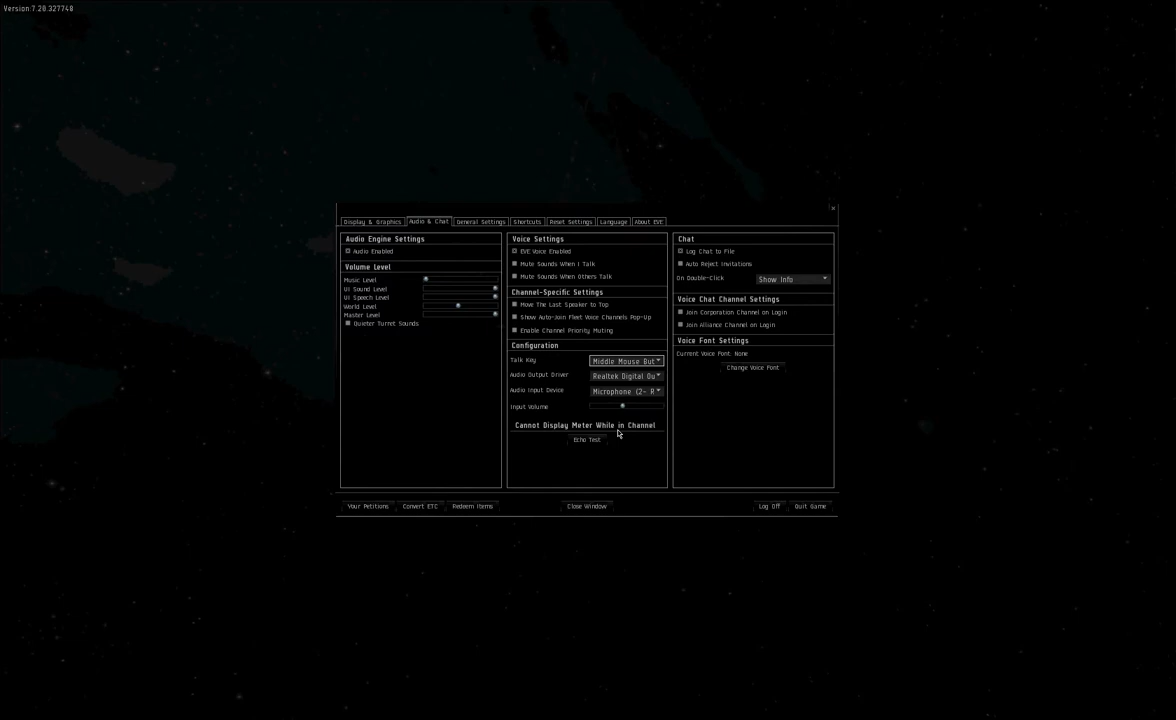 Version:7.20.327748
Display & Graphics Audio & Chat General Settings Shortcuts Reset Settings Language About EVE
Audio Engine Settings
Audio Enabled
Volume Level
Music Level
UI Sound Level
UI Speech Level
World Level
Master Level
Quieter Turret Sounds
Voice Settings
EVE Voice Enabled
Mute Sounds When I Talk
Mute Sounds When Others Talk
Channel-Specific Settings
Move The Last Speaker to Top
Show Auto-Join Fleet Voice Channels Pop-Up
Enable Channel Priority Muting
Configuration
Talk Key Middle Mouse But
Audio Output Driver Realtek Digital Ou
Audio Input Device Microphone (2- R
Input Volume
Cannot Display Meter While in Channel
Echo Test
Chat
Log Chat to File
Auto Reject Invitations
On Double-Click Show Info
Voice Chat Channel Settings
Join Corporation Channel on Login
Join Alliance Channel on Login
Voice Font Settings
Current Voice Font: None
Change Voice Font
Your Petitions Convert ETC Redeem Items Close Window Log Off Quit Game